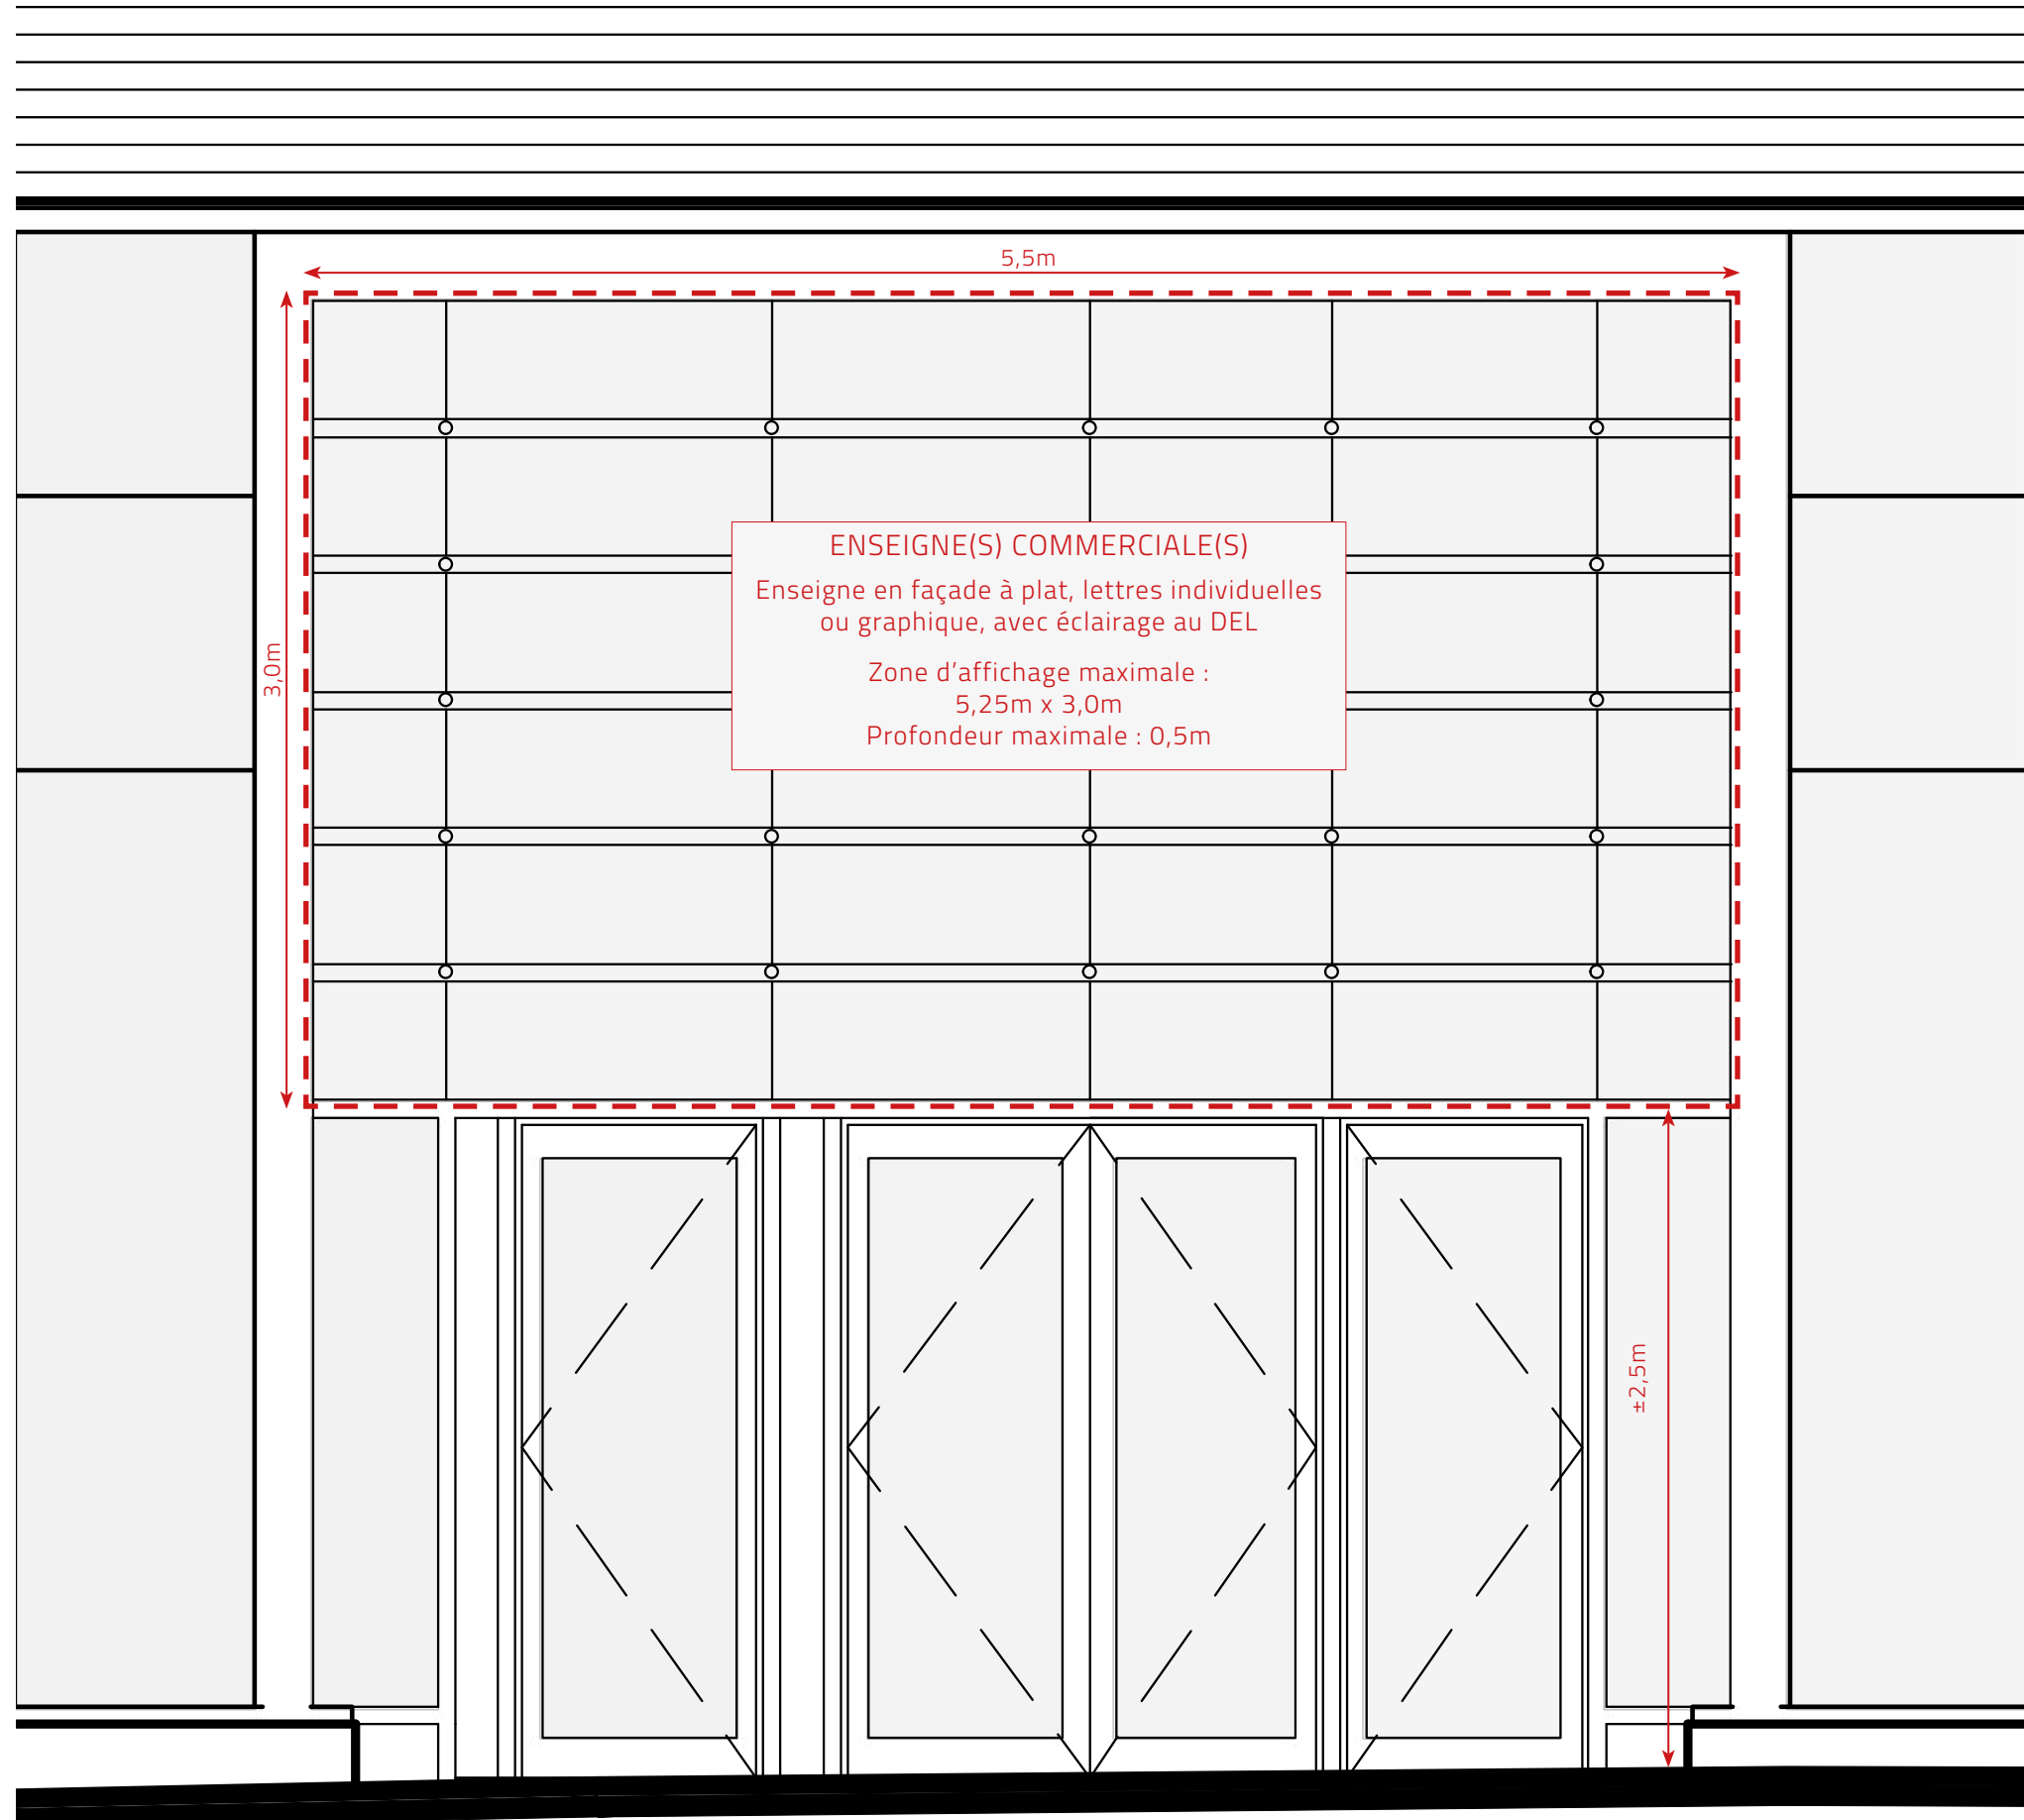 5,5m
3,0m
ENSEIGNE(S) COMMERCIALE(S)
Enseigne en façade à plat, lettres individuelles
ou graphique, avec éclairage au DEL
Zone d’affichage maximale :
5,25m x 3,0m
Profondeur maximale : 0,5m
±2,5m